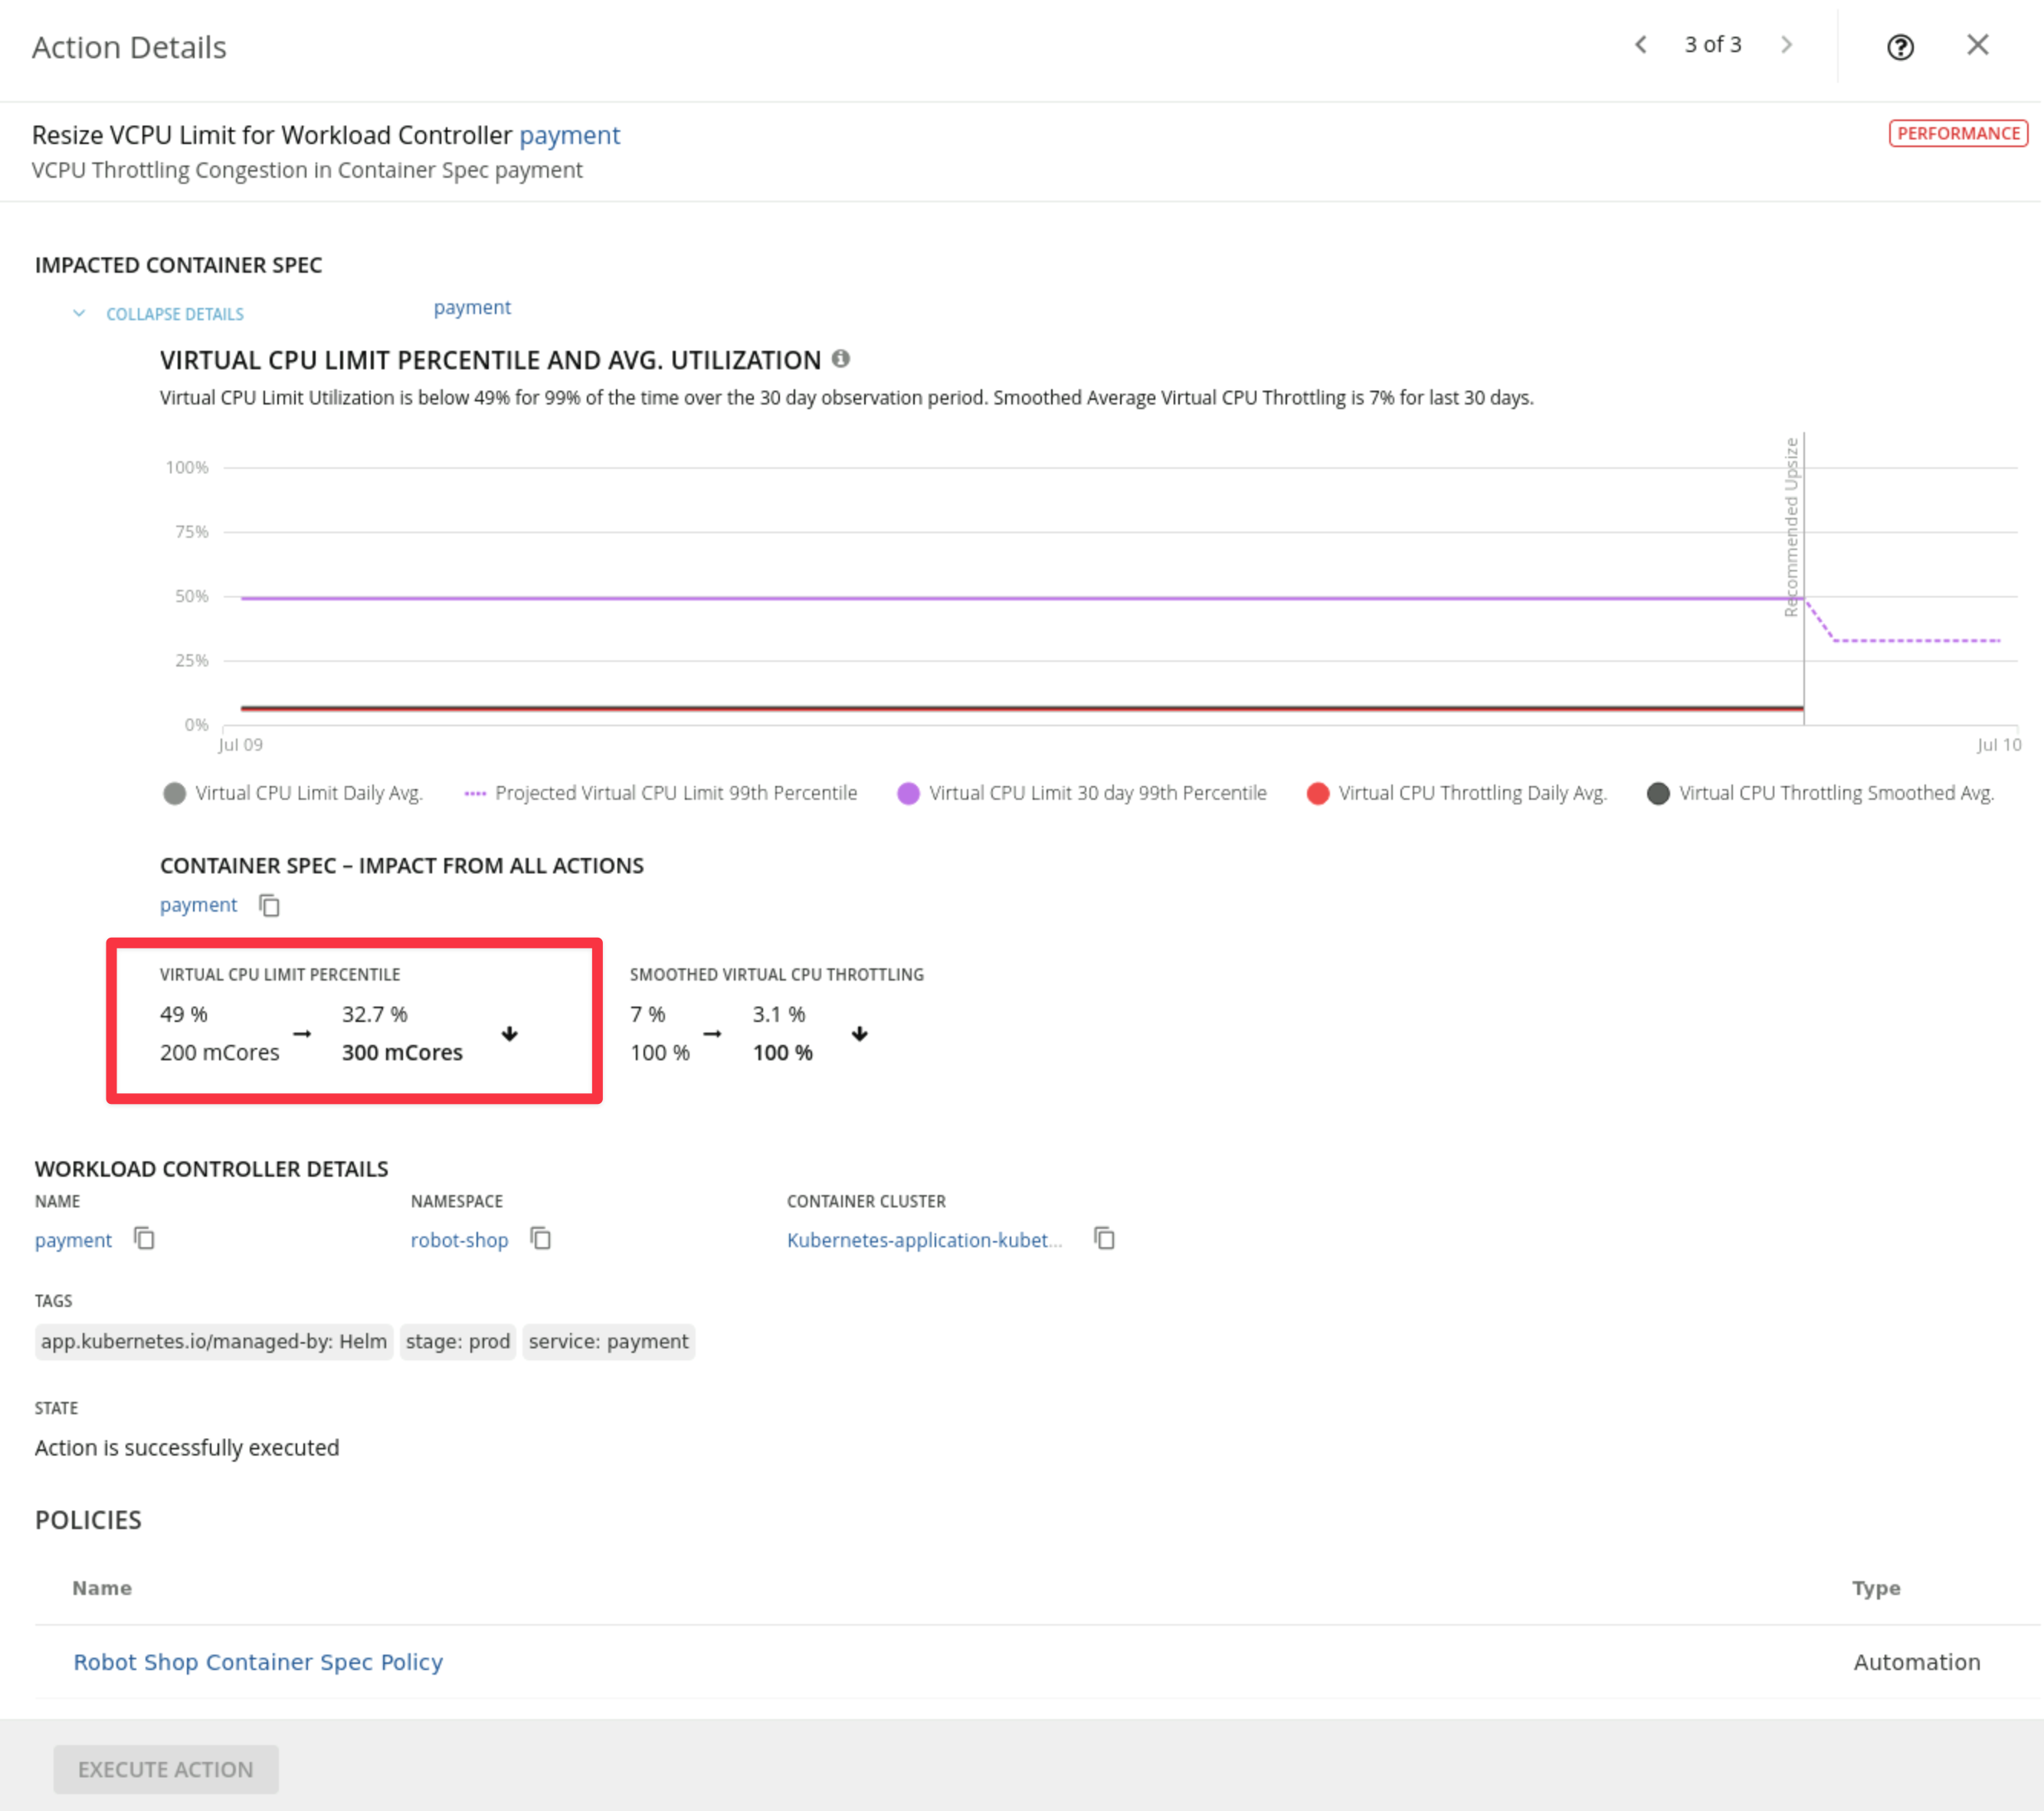 Action Details
3 of 3
Resize VCPU Limit for Workload Controller payment
PERFORMANCE
VCPU Throttling Congestion in Container Spec payment
IMPACTED CONTAINER SPEC
COLLAPSE DETAILS
payment
VIRTUAL CPU LIMIT PERCENTILE AND AVG. UTILIZATION
Virtual CPU Limit Utilization is below 49% for 99% of the time over the 30 day observation period. Smoothed Average Virtual CPU Throttling is 7% for last 30 days.
100%
75%
50%
25%
0%
Recommended Upsize
Jul 09
Jul 10
Virtual CPU Limit Daily Avg.
Projected Virtual CPU Limit 99th Percentile
Virtual CPU Limit 30 day 99th Percentile
Virtual CPU Throttling Daily Avg.
Virtual CPU Throttling Smoothed Avg.
CONTAINER SPEC – IMPACT FROM ALL ACTIONS
payment
VIRTUAL CPU LIMIT PERCENTILE
49 % → 32.7 %
200 mCores 300 mCores
SMOOTHED VIRTUAL CPU THROTTLING
7 % → 3.1 %
100 % 100 %
WORKLOAD CONTROLLER DETAILS
NAME
payment
NAMESPACE
robot-shop
CONTAINER CLUSTER
Kubernetes-application-kubet...
TAGS
app.kubernetes.io/managed-by: Helm
stage: prod
service: payment
STATE
Action is successfully executed
POLICIES
Name
Type
Robot Shop Container Spec Policy
Automation
EXECUTE ACTION